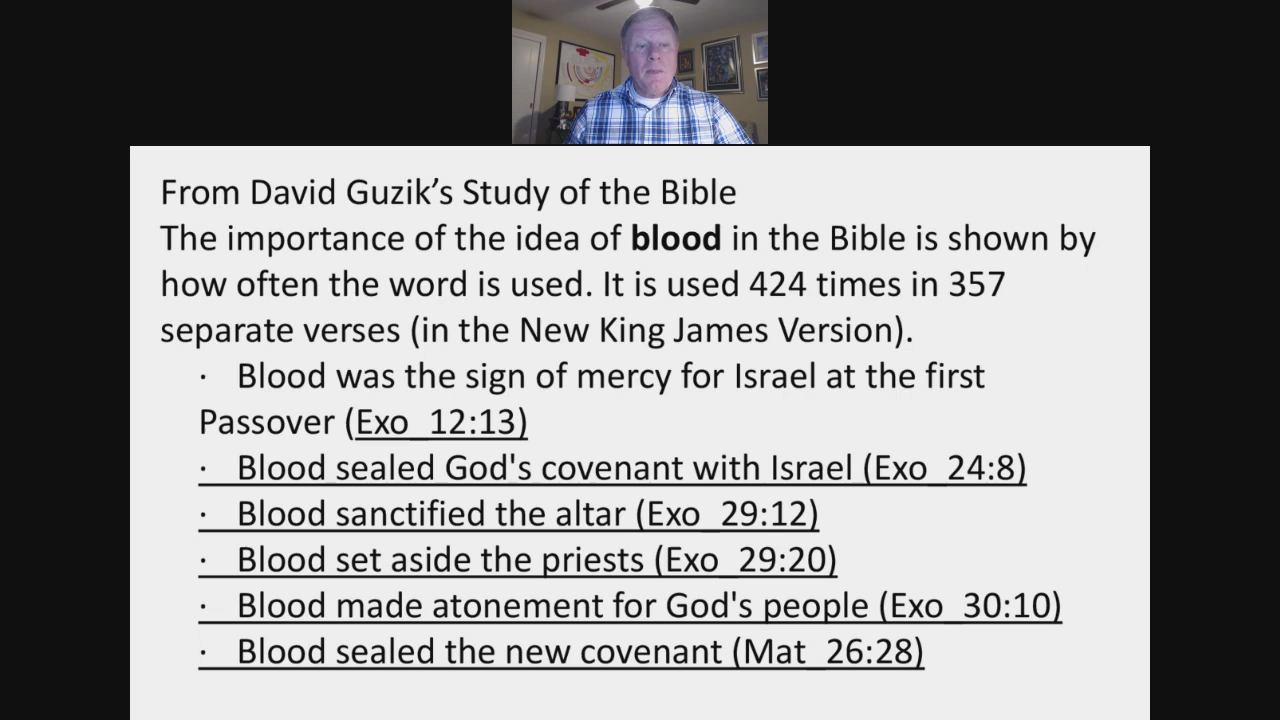 From David Guzik’s Study of the Bible
The importance of the idea of blood in the Bible is shown by
how often the word is used. It is used 424 times in 357
separate verses (in the New King James Version).
· Blood was the sign of mercy for Israel at the first
Passover (Exo_12:13)
· Blood sealed God's covenant with Israel (Exo_24:8)
· Blood sanctified the altar (Exo_29:12)
· Blood set aside the priests (Exo_29:20)
· Blood made atonement for God's people (Exo_30:10)
· Blood sealed the new covenant (Mat_26:28)